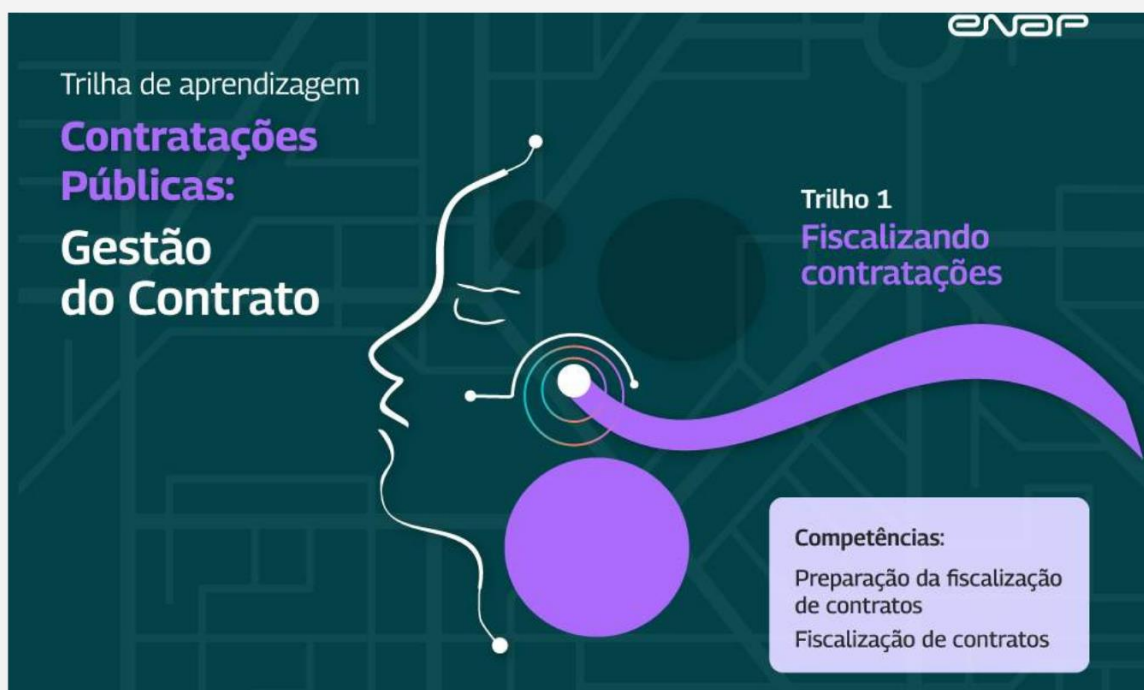 enap
Trilha de aprendizagem
Contratações
Públicas:
Gestão
do Contrato
Trilho 1
Fiscalizando
contratações
Competências:
Preparação da fiscalização
de contratos
Fiscalização de contratos